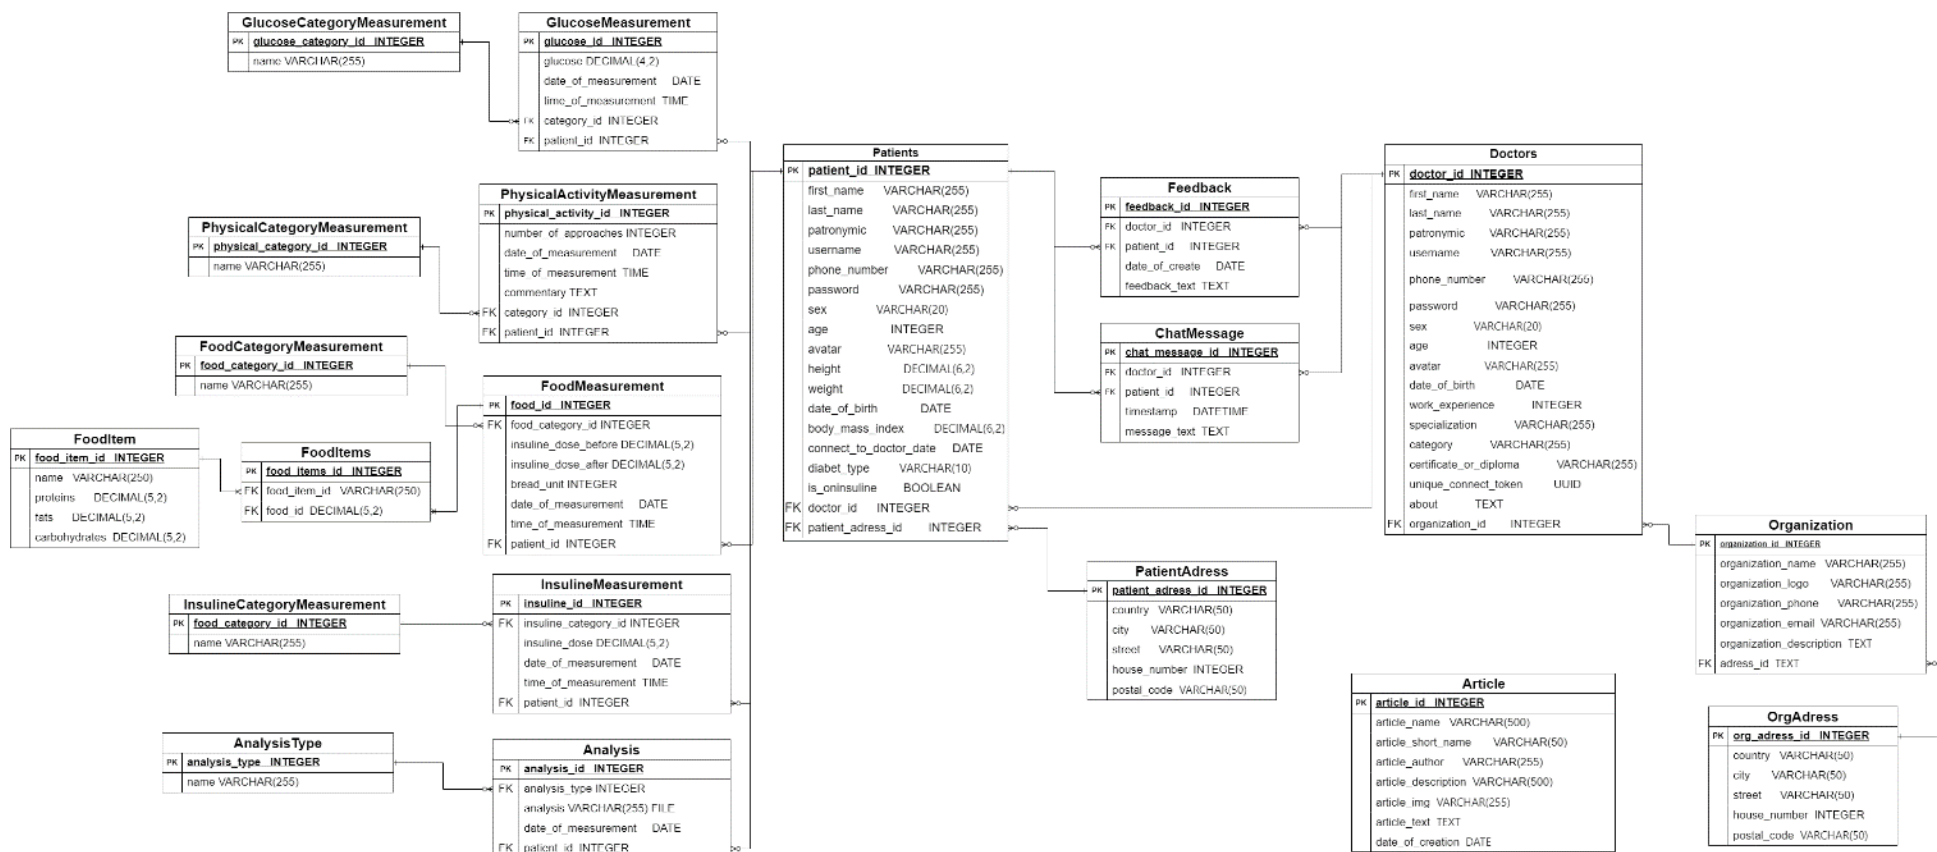 GlucoseCategoryMeasurement
PK glucose_category_id INTEGER
name VARCHAR(255)
GlucoseMeasurement
PK glucose_id INTEGER
glucose DECIMAL(4,2)
date_of_measurement DATE
time_of_measurement TIME
FK category_id INTEGER
FK patient_id INTEGER
PhysicalCategoryMeasurement
PK physical_category_id INTEGER
name VARCHAR(255)
PhysicalActivityMeasurement
PK physical_activity_id INTEGER
number_of_approaches INTEGER
date_of_measurement DATE
time_of_measurement TIME
commentary TEXT
FK category_id INTEGER
FK patient_id INTEGER
FoodCategoryMeasurement
PK food_category_id INTEGER
name VARCHAR(255)
FoodMeasurement
PK food_id INTEGER
FK food_category_id INTEGER
insuline_dose_before DECIMAL(5,2)
insuline_dose_after DECIMAL(5,2)
bread_unit INTEGER
date_of_measurement DATE
time_of_measurement TIME
FK patient_id INTEGER
FoodItem
PK food_item_id INTEGER
name VARCHAR(250)
proteins DECIMAL(5,2)
fats DECIMAL(5,2)
carbohydrates DECIMAL(5,2)
FoodItems
PK food_items_id INTEGER
FK food_item_id VARCHAR(250)
FK food_id DECIMAL(5,2)
InsulineCategoryMeasurement
PK food_category_id INTEGER
name VARCHAR(255)
InsulineMeasurement
PK insuline_id INTEGER
FK insuline_category_id INTEGER
insuline_dose DECIMAL(5,2)
date_of_measurement DATE
time_of_measurement TIME
FK patient_id INTEGER
AnalysisType
PK analysis_type INTEGER
name VARCHAR(255)
Analysis
PK analysis_id INTEGER
FK analysis_type INTEGER
analysis VARCHAR(255) FILE
date_of_measurement DATE
FK patient_id INTEGER
Patients
PK patient_id INTEGER
first_name VARCHAR(255)
last_name VARCHAR(255)
patronymic VARCHAR(255)
username VARCHAR(255)
phone_number VARCHAR(255)
password VARCHAR(255)
sex VARCHAR(20)
age INTEGER
avatar VARCHAR(255)
height DECIMAL(6,2)
weight DECIMAL(6,2)
date_of_birth DATE
body_mass_index DECIMAL(6,2)
connect_to_doctor_date DATE
diabet_type VARCHAR(10)
is_oninsuline BOOLEAN
FK doctor_id INTEGER
FK patient_adress_id INTEGER
Feedback
PK feedback_id INTEGER
FK doctor_id INTEGER
FK patient_id INTEGER
date_of_create DATE
feedback_text TEXT
ChatMessage
PK chat_message_id INTEGER
FK doctor_id INTEGER
FK patient_id INTEGER
timestamp DATETIME
message_text TEXT
PatientAdress
PK patient_adress_id INTEGER
country VARCHAR(50)
city VARCHAR(50)
street VARCHAR(50)
house_number INTEGER
postal_code VARCHAR(50)
Doctors
PK doctor_id INTEGER
first_name VARCHAR(255)
last_name VARCHAR(255)
patronymic VARCHAR(255)
username VARCHAR(255)
phone_number VARCHAR(255)
password VARCHAR(255)
sex VARCHAR(20)
age INTEGER
avatar VARCHAR(255)
date_of_birth DATE
work_experience INTEGER
specialization VARCHAR(255)
category VARCHAR(255)
certificate_or_diploma VARCHAR(255)
unique_connect_token UUID
about TEXT
FK organization_id INTEGER
Organization
PK organization_id INTEGER
organization_name VARCHAR(255)
organization_logo VARCHAR(255)
organization_phone VARCHAR(255)
organization_email VARCHAR(255)
organization_description TEXT
FK adress_id TEXT
Article
PK article_id INTEGER
article_name VARCHAR(500)
article_short_name VARCHAR(50)
article_author VARCHAR(255)
article_description VARCHAR(500)
article_img VARCHAR(255)
article_text TEXT
date_of_creation DATE
OrgAdress
PK org_adress_id INTEGER
country VARCHAR(50)
city VARCHAR(50)
street VARCHAR(50)
house_number INTEGER
postal_code VARCHAR(50)